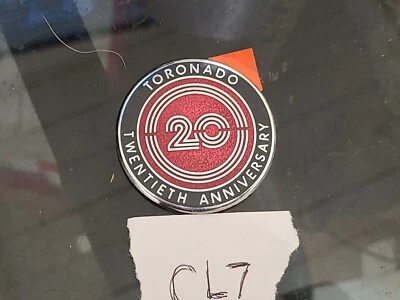 TORONADO
20
TWENTIETH ANNIVERSARY
CL7